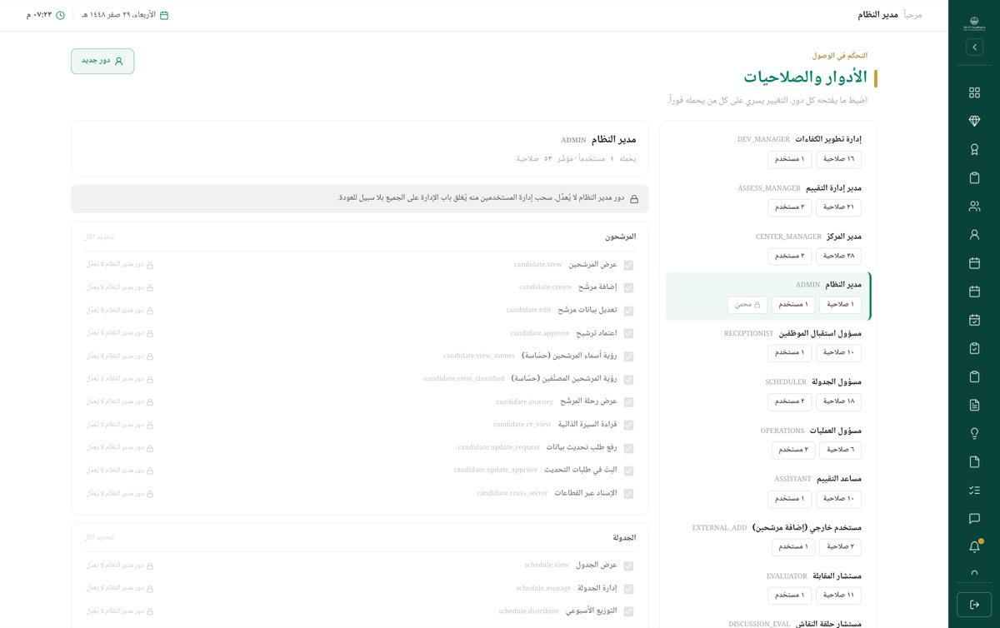 مرحباً مدير النظام
الأربعاء، ٢٩ صفر ١٤٤٨ هـ
٠٧:٢٣ م
التحكّم في الوصول
الأدوار والصلاحيات
اضبط ما يفتحه كل دور. التغيير يسري على كل من يحمله فوراً.
دور جديد
إدارة تطوير الكفاءات DEV_MANAGER
١٦ صلاحية ١ مستخدم
مدير إدارة التقييم ASSESS_MANAGER
٢١ صلاحية ٢ مستخدم
مدير المركز CENTER_MANAGER
٣٨ صلاحية ٢ مستخدم
مدير النظام ADMIN
١ صلاحية ١ مستخدم محميّ
مسؤول استقبال الموظفين RECEPTIONIST
١٠ صلاحية ١ مستخدم
مسؤول الجدولة SCHEDULER
١٨ صلاحية ٢ مستخدم
مسؤول العمليات OPERATIONS
٦ صلاحية ٢ مستخدم
مساعد التقييم ASSISTANT
١٠ صلاحية ١ مستخدم
مستخدم خارجي (إضافة مرشحين) EXTERNAL_ADD
٢ صلاحية ١ مستخدم
مستشار المقابلة EVALUATOR
١١ صلاحية ١ مستخدم
مستشار حلقة النقاش DISCUSSION_EVAL
مدير النظام ADMIN
يحمله ١ مستخدماً · مؤشّر ٥٣ صلاحية
دور مدير النظام لا يُعدَّل. سحب إدارة المستخدمين منه يُغلق باب الإدارة على الجميع بلا سبيل للعودة.
المرشحون تحديد الكل
عرض المرشحين candidate.view دور مدير النظام لا يُعدَّل
إضافة مرشّح candidate.create دور مدير النظام لا يُعدَّل
تعديل بيانات مرشّح candidate.edit دور مدير النظام لا يُعدَّل
اعتماد ترشيح candidate.approve دور مدير النظام لا يُعدَّل
رؤية أسماء المرشحين (حسّاسة) candidate.view_names دور مدير النظام لا يُعدَّل
رؤية المرشحين المصنَّفين (حسّاسة) candidate.view_classified دور مدير النظام لا يُعدَّل
عرض رحلة المرشّح candidate.journey دور مدير النظام لا يُعدَّل
قراءة السيرة الذاتية candidate.cv_view دور مدير النظام لا يُعدَّل
رفع طلب تحديث بيانات candidate.update_request دور مدير النظام لا يُعدَّل
البتّ في طلبات التحديث candidate.update_approve دور مدير النظام لا يُعدَّل
الإسناد عبر القطاعات candidate.cross_sector دور مدير النظام لا يُعدَّل
الجدولة تحديد الكل
عرض الجدول schedule.view دور مدير النظام لا يُعدَّل
إدارة الجدولة schedule.manage دور مدير النظام لا يُعدَّل
التوزيع الأسبوعي schedule.distribute دور مدير النظام لا يُعدَّل